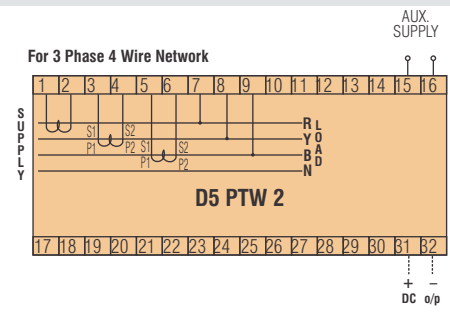 AUX.
SUPPLY
For 3 Phase 4 Wire Network
1 2 3 4 5 6 7 8 9 10 11 12 13 14 15 16
SUPPLY
S1 S2
P1 P2
S1 S2
P1 P2
R
Y
B
N
LOAD
D5 PTW 2
17 18 19 20 21 22 23 24 25 26 27 28 29 30 31 32
+ −
DC o/p